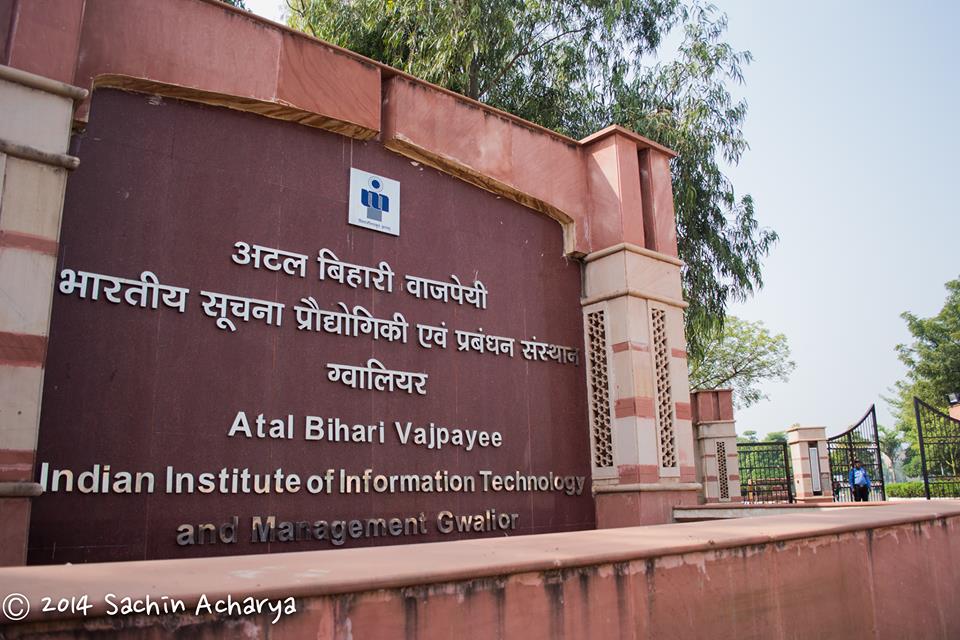 अटल बिहारी वाजपेयी
भारतीय सूचना प्रौद्योगिकी एवं प्रबंधन संस्थान
ग्वालियर
Atal Bihari Vajpayee
Indian Institute of Information Technology
and Management Gwalior
© 2014 Sachin Acharya